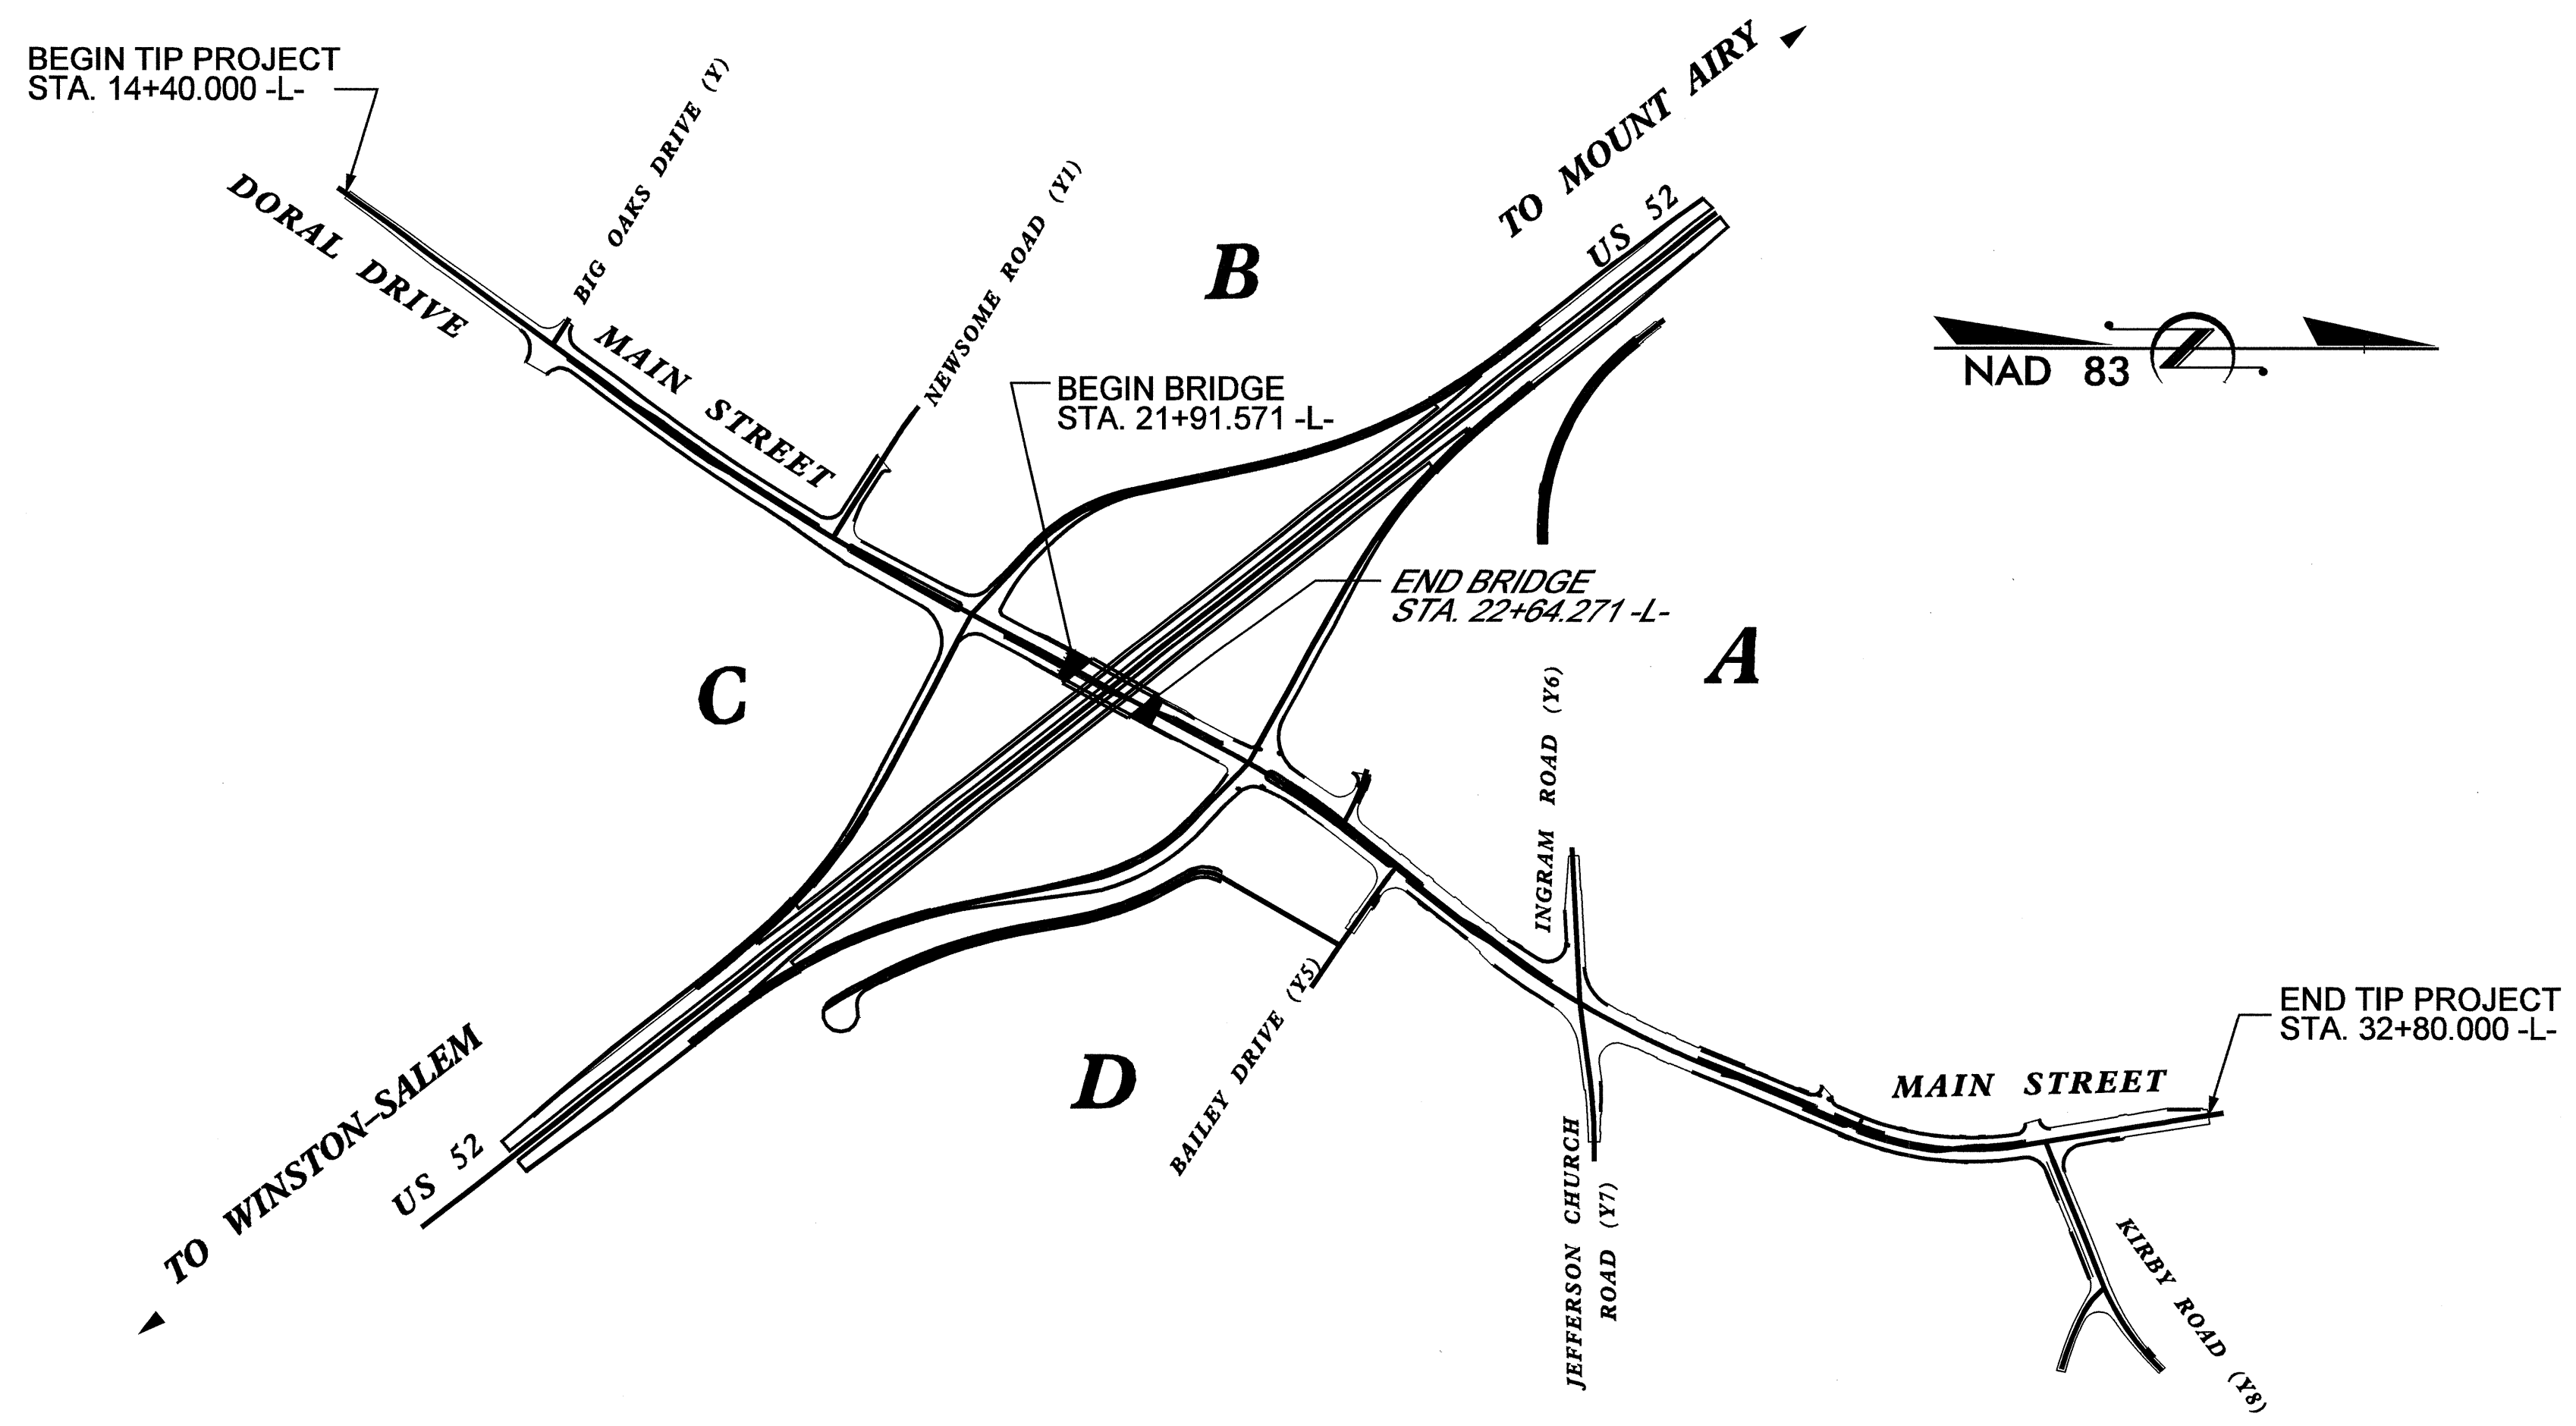 BEGIN TIP PROJECT
STA. 14+40.000 -L-
DORAL DRIVE
BIG OAKS DRIVE (Y)
MAIN STREET
NEWSOME ROAD (Y1)
B
TO MOUNT AIRY
US 52
NAD 83
BEGIN BRIDGE
STA. 21+91.571 -L-
END BRIDGE
STA. 22+64.271 -L-
C
A
INGRAM ROAD (Y6)
D
BAILEY DRIVE (Y5)
TO WINSTON-SALEM
US 52
JEFFERSON CHURCH
ROAD (Y7)
MAIN STREET
END TIP PROJECT
STA. 32+80.000 -L-
KIRBY ROAD (Y8)